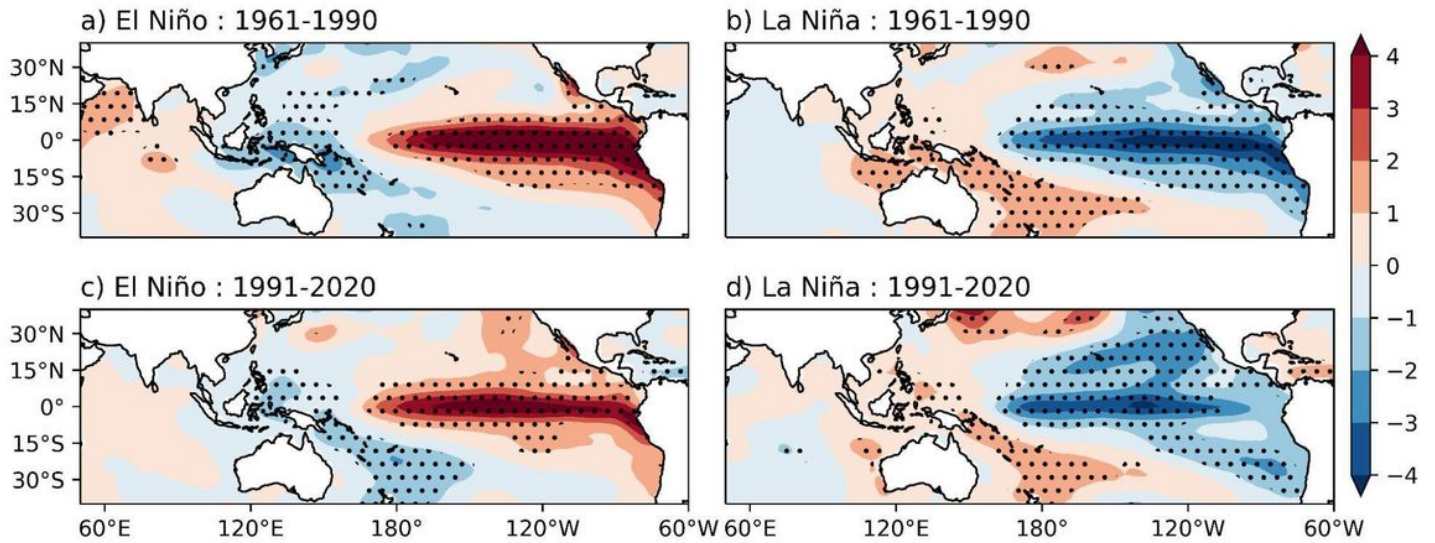 a) El Niño : 1961-1990
b) La Niña : 1961-1990
30°N
15°N
0°
15°S
30°S
c) El Niño : 1991-2020
d) La Niña : 1991-2020
30°N
15°N
0°
15°S
30°S
60°E 120°E 180° 120°W 60°W
60°E 120°E 180° 120°W 60°W
4
3
2
1
0
−1
−2
−3
−4